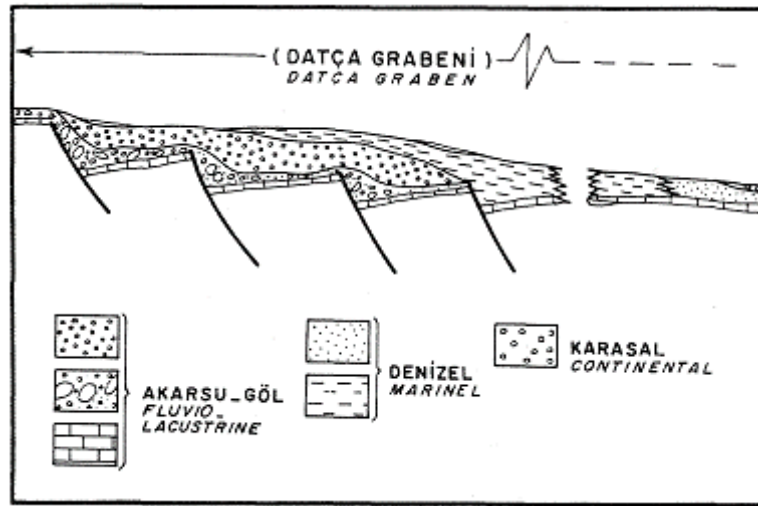 (DATÇA GRABENİ)
DATÇA GRABEN
AKARSU_GÖL
FLUVIO_
LACUSTRINE
DENİZEL
MARINEL
KARASAL
CONTINENTAL